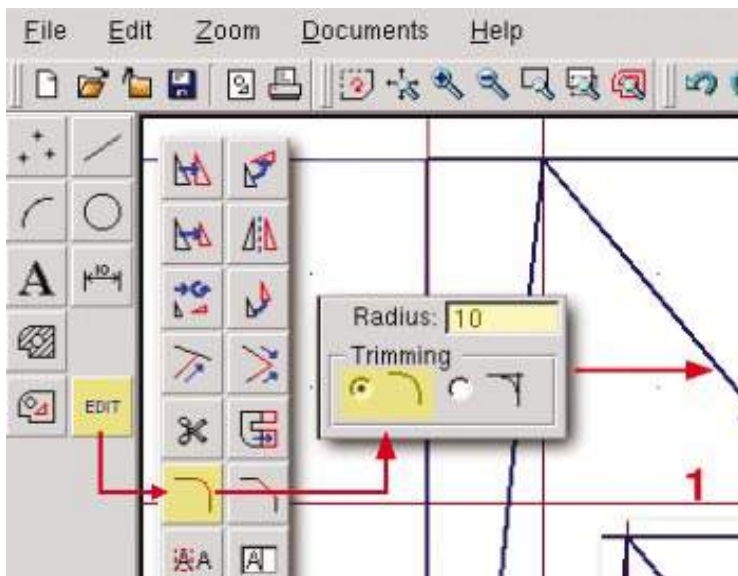 File Edit Zoom Documents Help
A
10
Radius: 10
Trimming
EDIT
1
A A
A